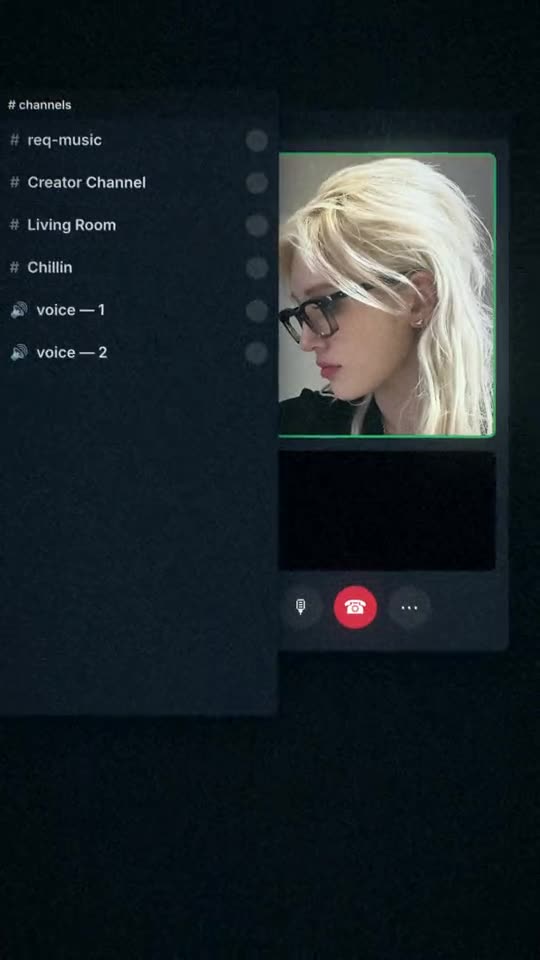 # channels
# req-music
# Creator Channel
# Living Room
# Chillin
voice — 1
voice — 2